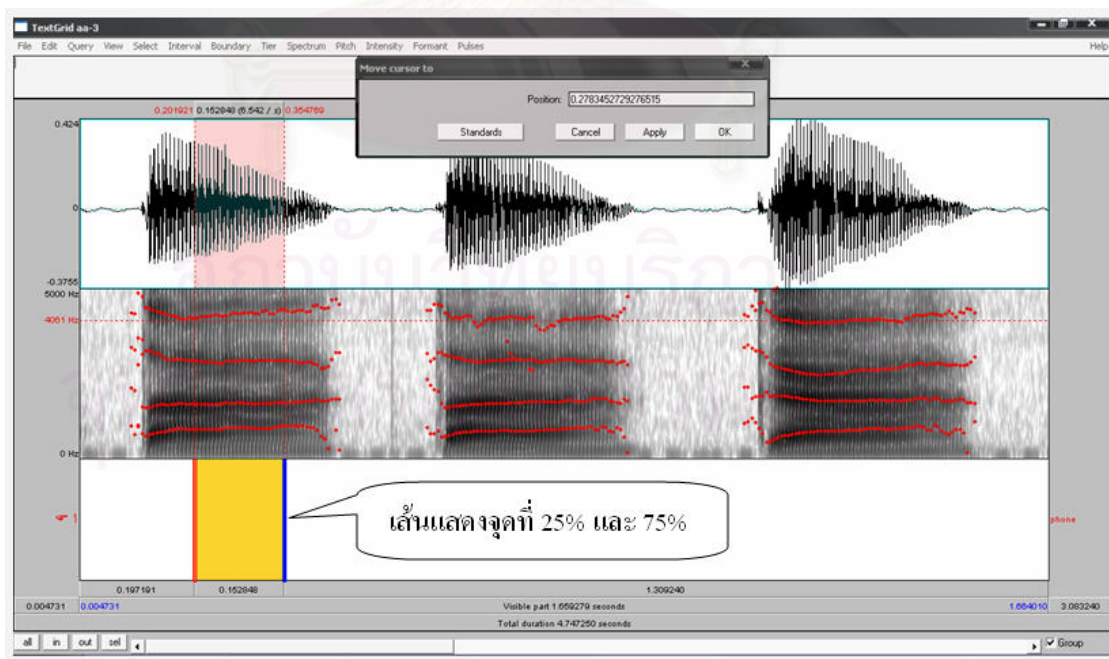 TextGrid aa-3
File Edit Query View Select Interval Boundary Tier Spectrum Pitch Intensity Formant Pulses Help
Move cursor to
Position: 0.2783452729276515
Standards Cancel Apply OK
0.201921 0.152848 (6.542 / s) 0.354769
0.424
0
-0.3755
5000 Hz
4061 Hz
0 Hz
เส้นแสดงจุดที่ 25% และ 75%
1
phone
0.197191 0.152848 1.309240
0.004731 0.004731 Visible part 1.659279 seconds 1.664010 3.083240
Total duration 4.747250 seconds
all in out sel Group